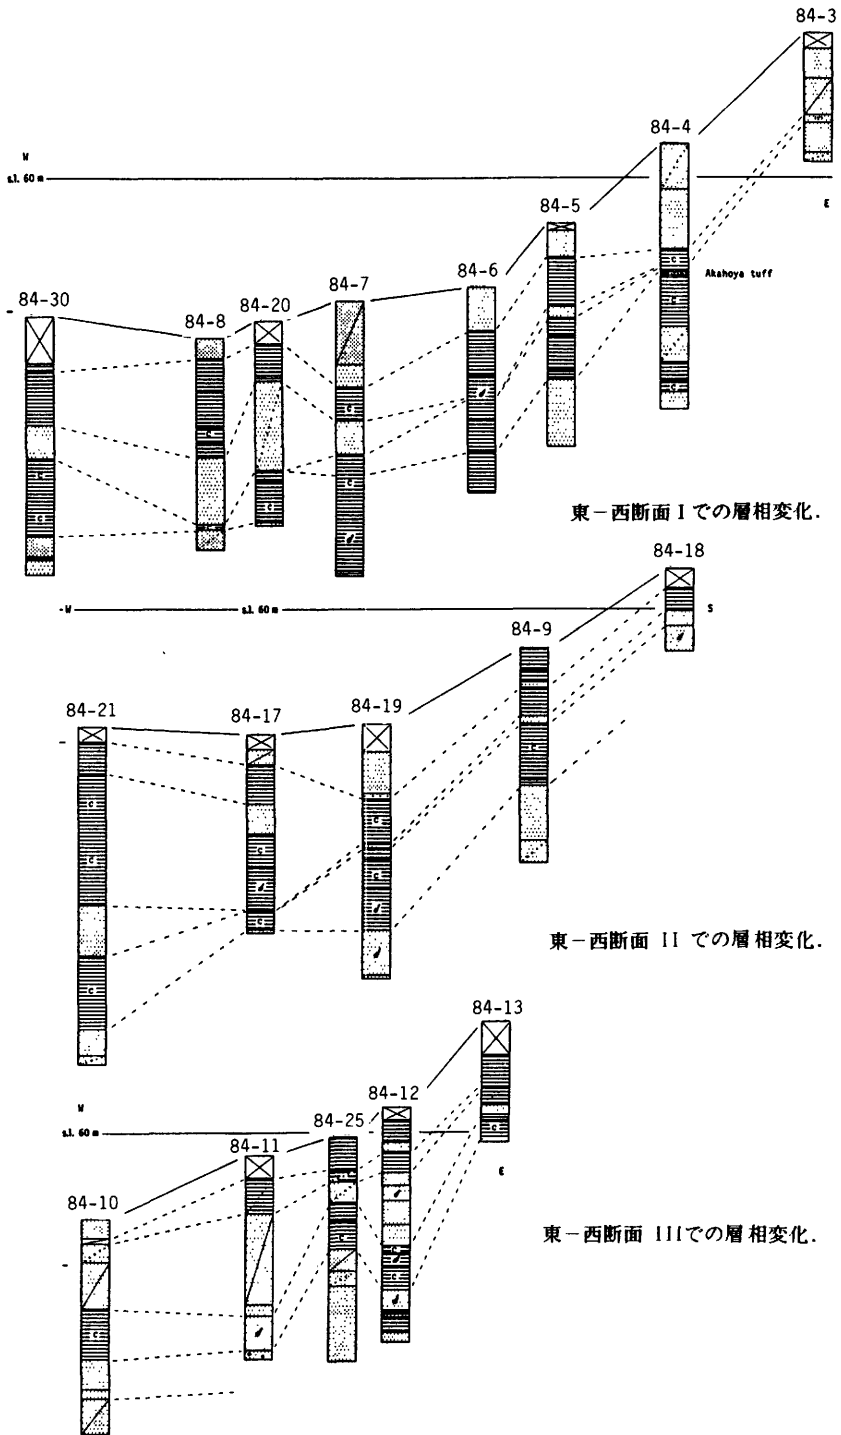 84-3
84-4
W
s.l. 60 m
84-5
E
84-6
84-7
Akahoya tuff
84-20
84-30
84-8
c
c
c
c
c
c
c
c
c
東－西断面 I での層相変化.
84-18
W
s.l. 60 m
S
84-9
84-19
84-21
84-17
c
c
c
c
c
c
c
c
東－西断面 II での層相変化.
84-13
84-12
W
s.l. 60 m
84-25
84-11
c
E
84-10
c
c
c
c
東－西断面 IIIでの層相変化.